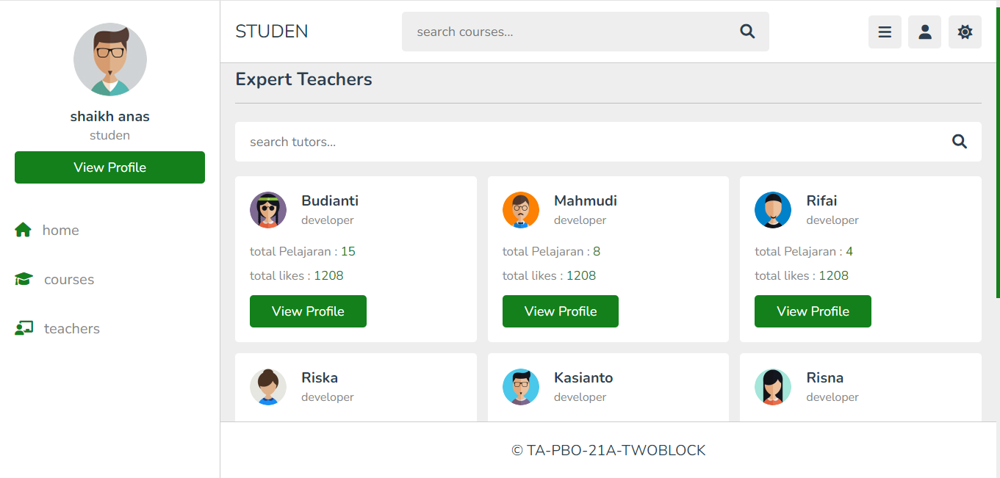 shaikh anas
studen
View Profile
home
courses
teachers
STUDEN
search courses...
Expert Teachers
search tutors...
Budianti
developer
total Pelajaran : 15
total likes : 1208
View Profile
Mahmudi
developer
total Pelajaran : 8
total likes : 1208
View Profile
Rifai
developer
total Pelajaran : 4
total likes : 1208
View Profile
Riska
developer
Kasianto
developer
Risna
developer
© TA-PBO-21A-TWOBLOCK